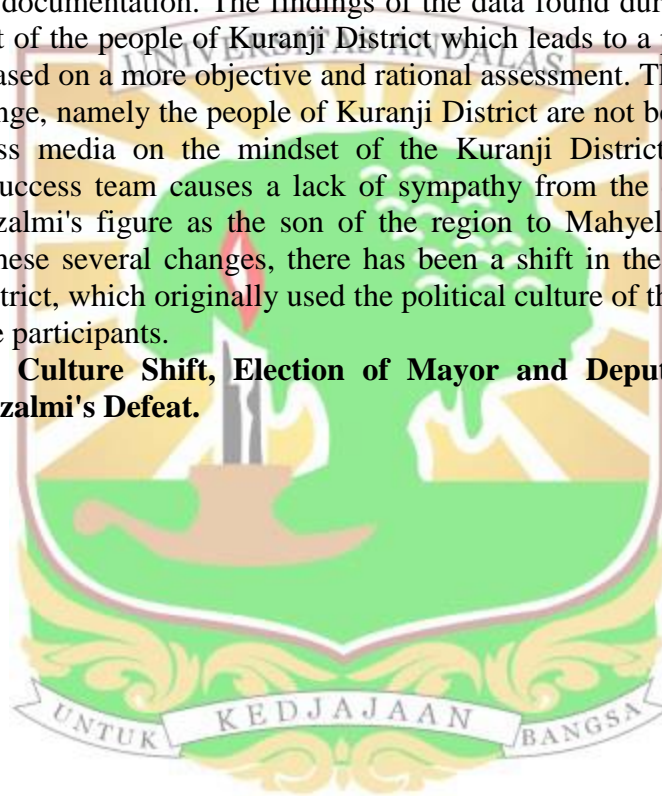 documentation. The findings of the data found dur
t of the people of Kuranji District which leads to a
UNIVERSITAS ANDALAS
ased on a more objective and rational assessment. Th
nge, namely the people of Kuranji District are not be
ss media on the mindset of the Kuranji District
uccess team causes a lack of sympathy from the
zalmi's figure as the son of the region to Mahyel
hese several changes, there has been a shift in the
trict, which originally used the political culture of th
e participants.
Culture Shift, Election of Mayor and Deput
zalmi's Defeat.
UNTUK KEDJAJAAN BANGSA